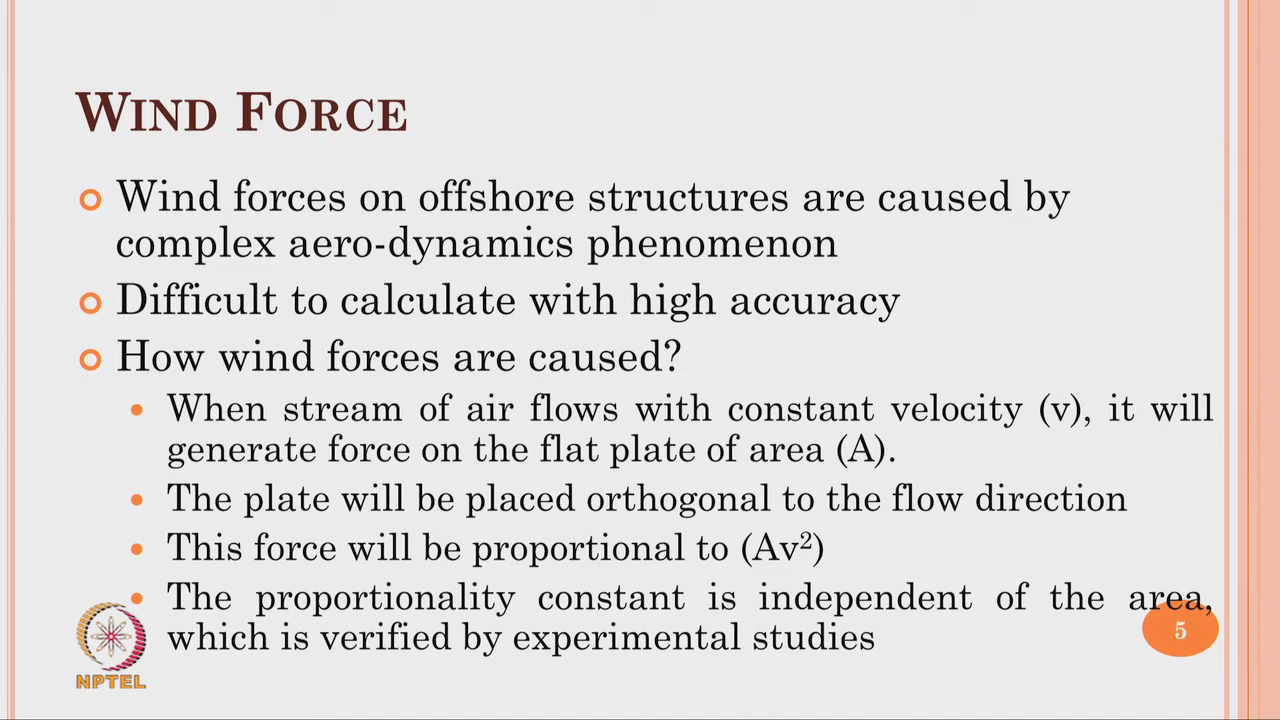 WIND FORCE
Wind forces on offshore structures are caused by
complex aero-dynamics phenomenon
Difficult to calculate with high accuracy
How wind forces are caused?
When stream of air flows with constant velocity (v), it will
generate force on the flat plate of area (A).
The plate will be placed orthogonal to the flow direction
This force will be proportional to (Av²)
The proportionality constant is independent of the area,
which is verified by experimental studies
5
NPTEL